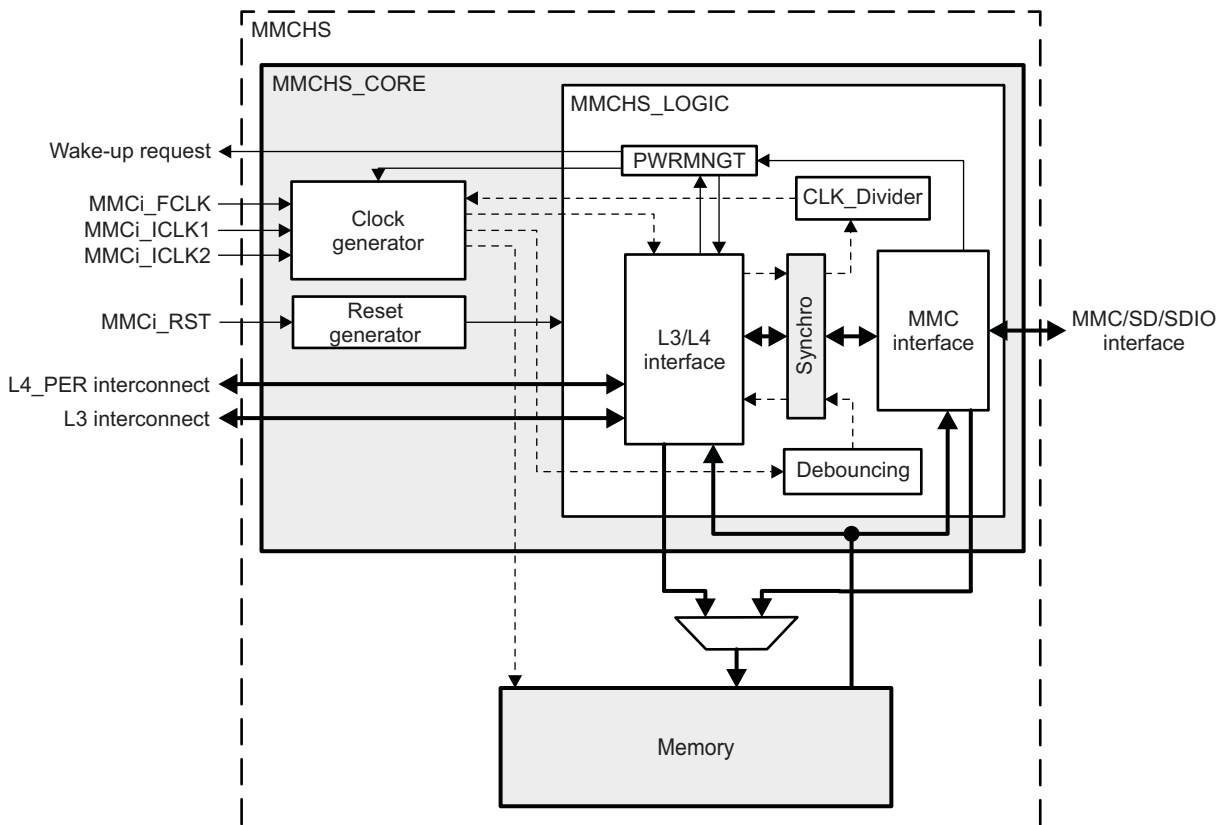 MMCHS
MMCHS_CORE
MMCHS_LOGIC
Wake-up request
PWRMNGT
MMCi_FCLK
MMCi_ICLK1
MMCi_ICLK2
Clock
generator
CLK_Divider
MMCi_RST
Reset
generator
L3/L4
interface
Synchro
MMC
interface
MMC/SD/SDIO
interface
L4_PER interconnect
L3 interconnect
Debouncing
Memory